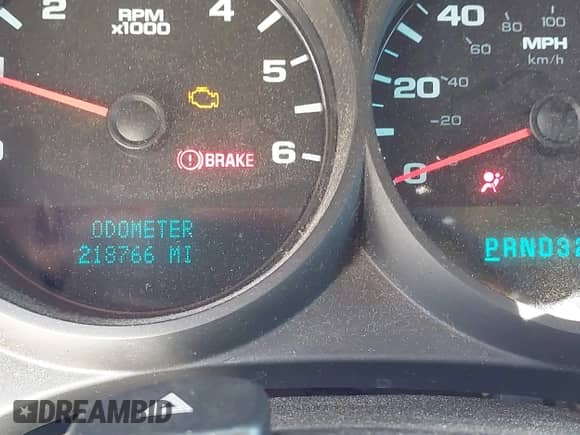 2 4 5 6
RPM
x1000
BRAKE
ODOMETER
218766 MI
0 20 40
20 40 60 80 100
MPH
km/h
PRND3
DREAMBID